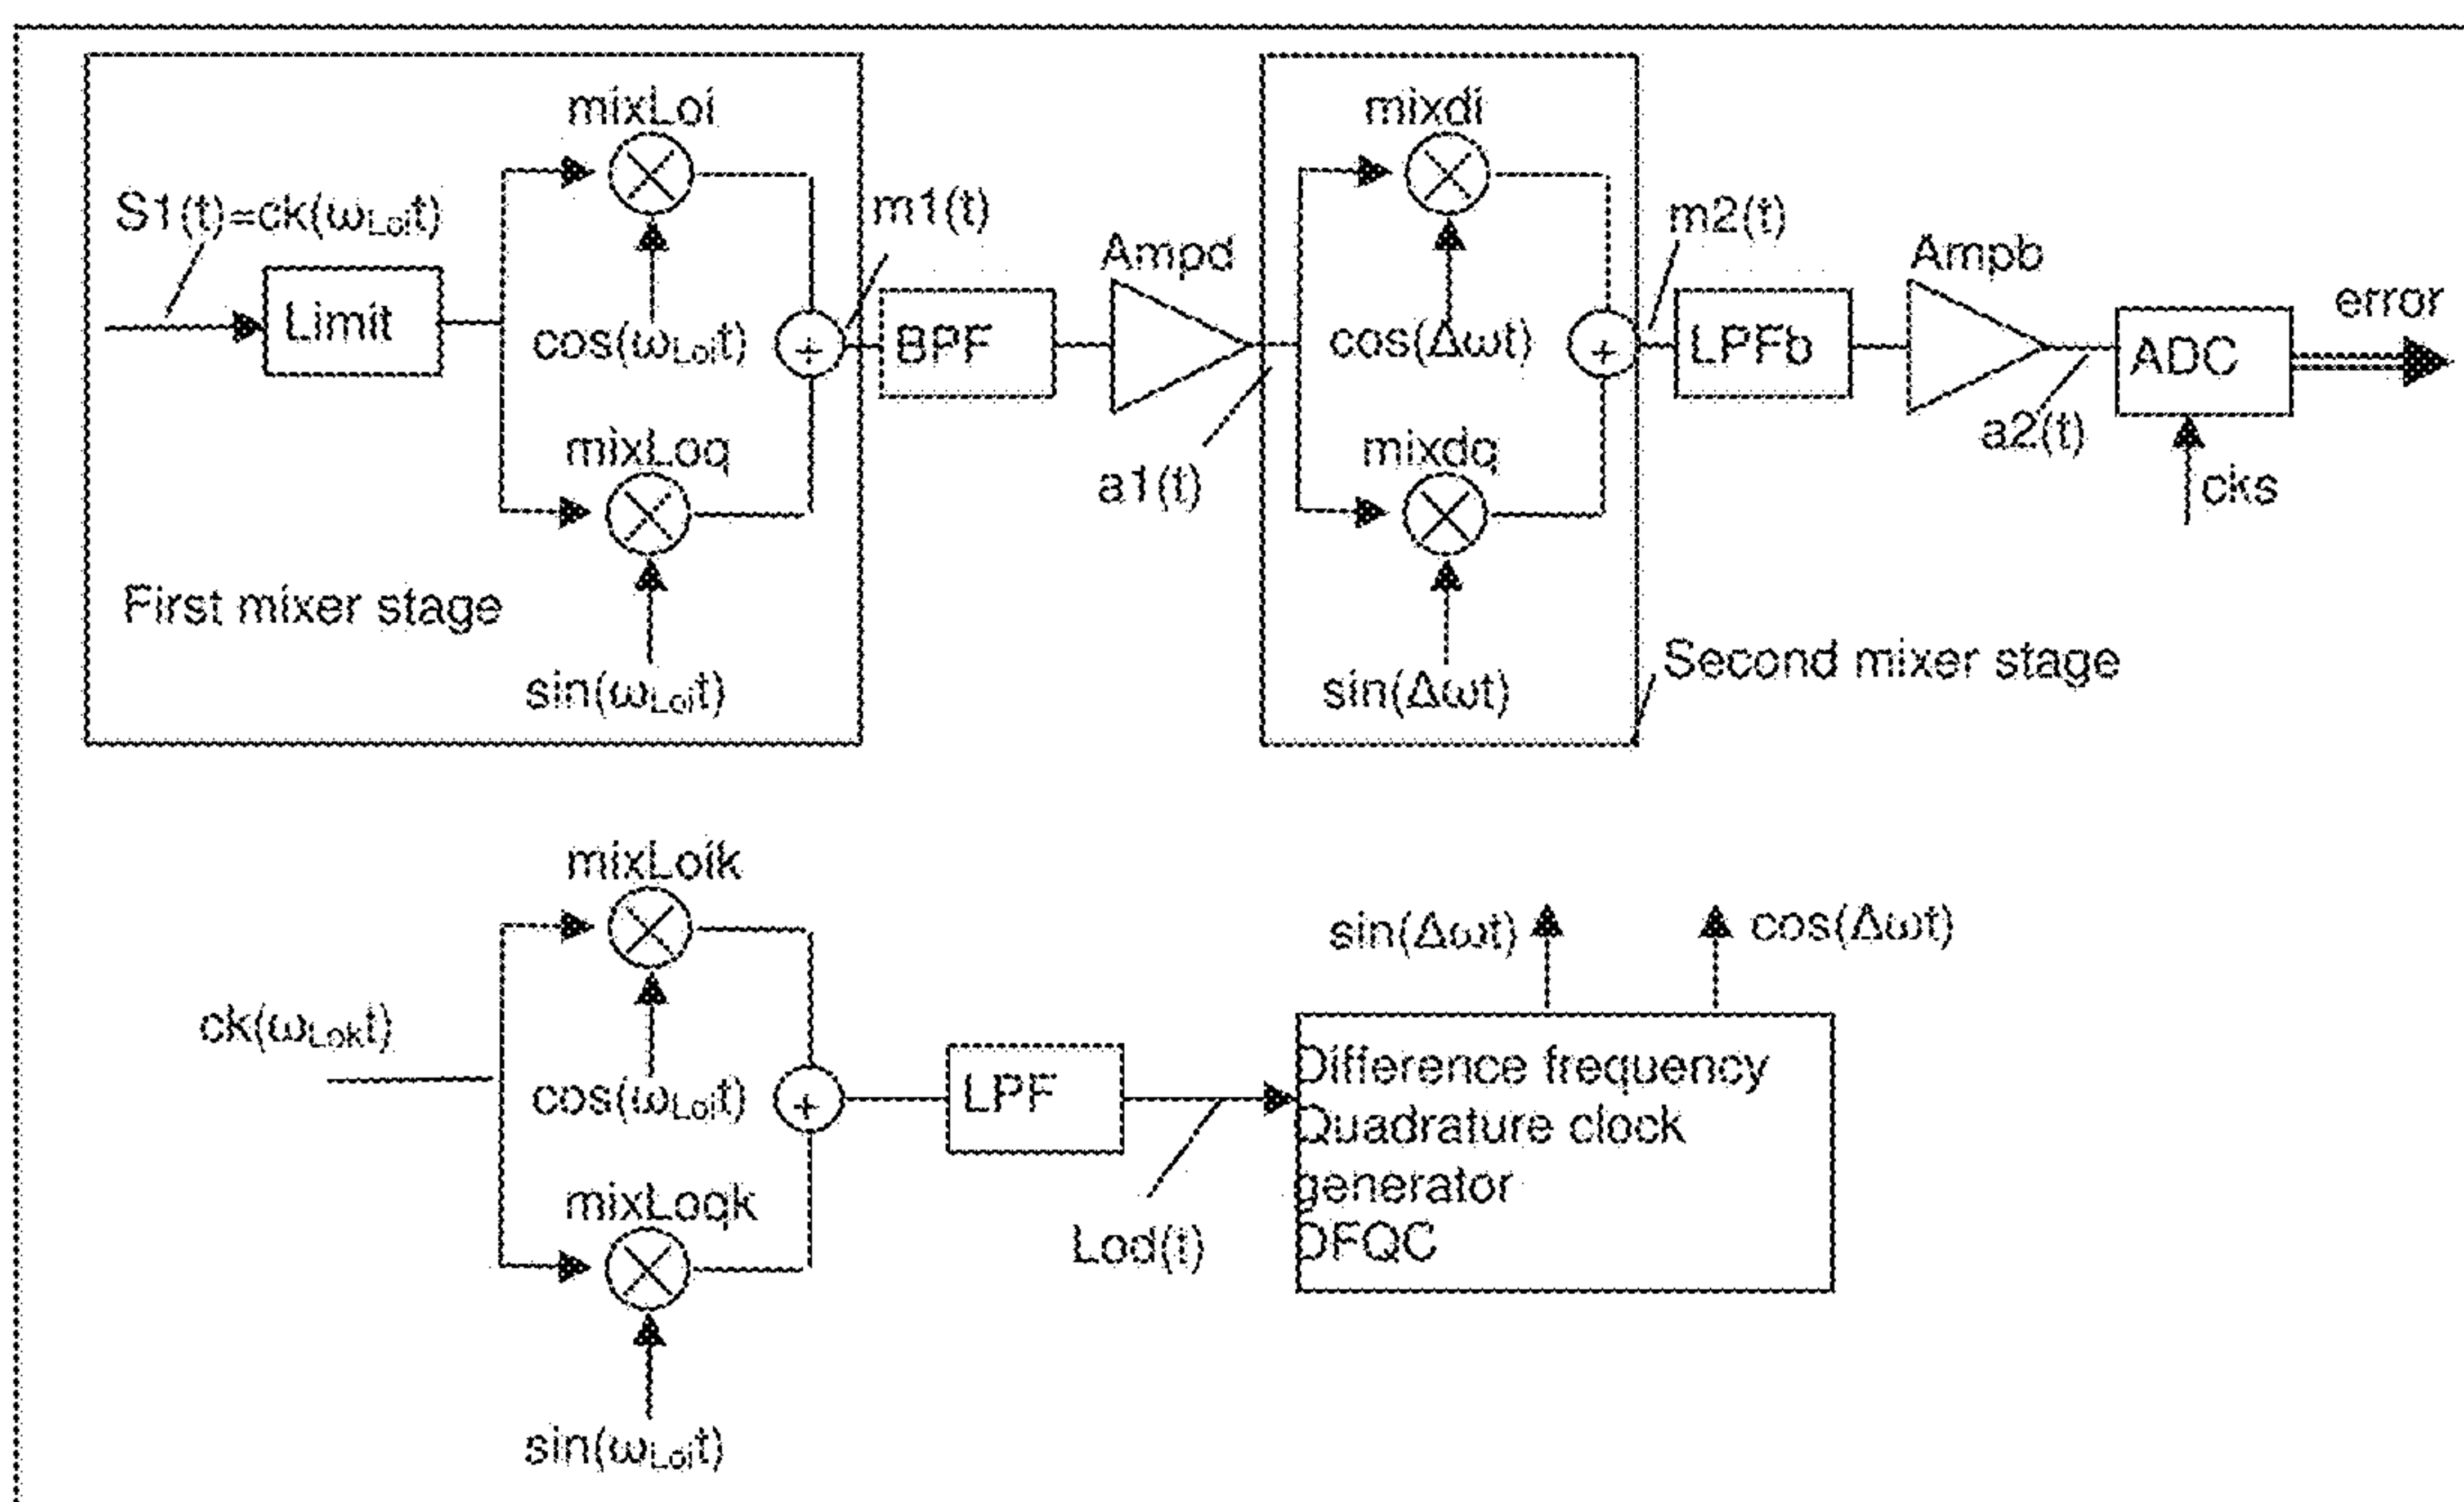 mixLoi
mixdi
S1(t)=ck(ωLoit)
m1(t)
m2(t)
Ampd
Ampb
error
Limit
cos(ωLoit)
+
BPF
cos(Δωt)
+
LPFb
ADC
mixLoq
mixdq
a1(t)
a2(t)
cks
First mixer stage
sin(ωLoit)
sin(Δωt)
Second mixer stage
mixLoik
sin(Δωt)
cos(Δωt)
ck(ωLokt)
cos(ωLoit)
+
LPF
Difference frequency
Quadrature clock
generator
DFQC
mixLoqk
Lod(t)
sin(ωLoit)